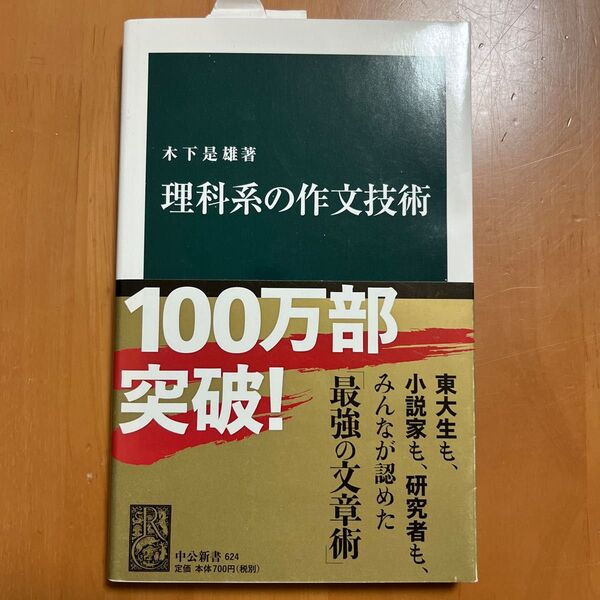 木下是雄著
理科系の作文技術
100万部
突破!
東大生も、
小説家も、研究者も、
みんなが認めた
「最強の文章術」
R
中公新書 624
定価 本体700円(税別)